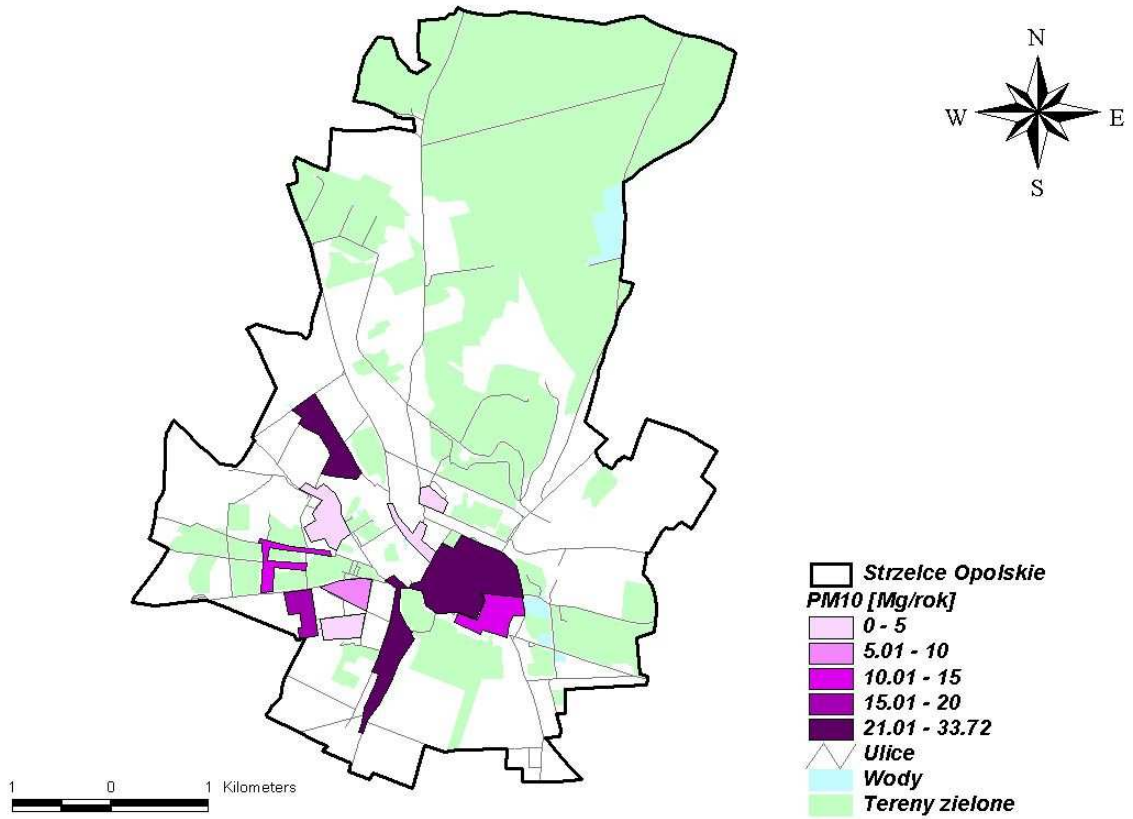 N
W E
S
Strzelce Opolskie
PM10 [Mg/rok]
0 - 5
5.01 - 10
10.01 - 15
15.01 - 20
21.01 - 33.72
Ulice
Wody
Tereny zielone
1 0 1 Kilometers